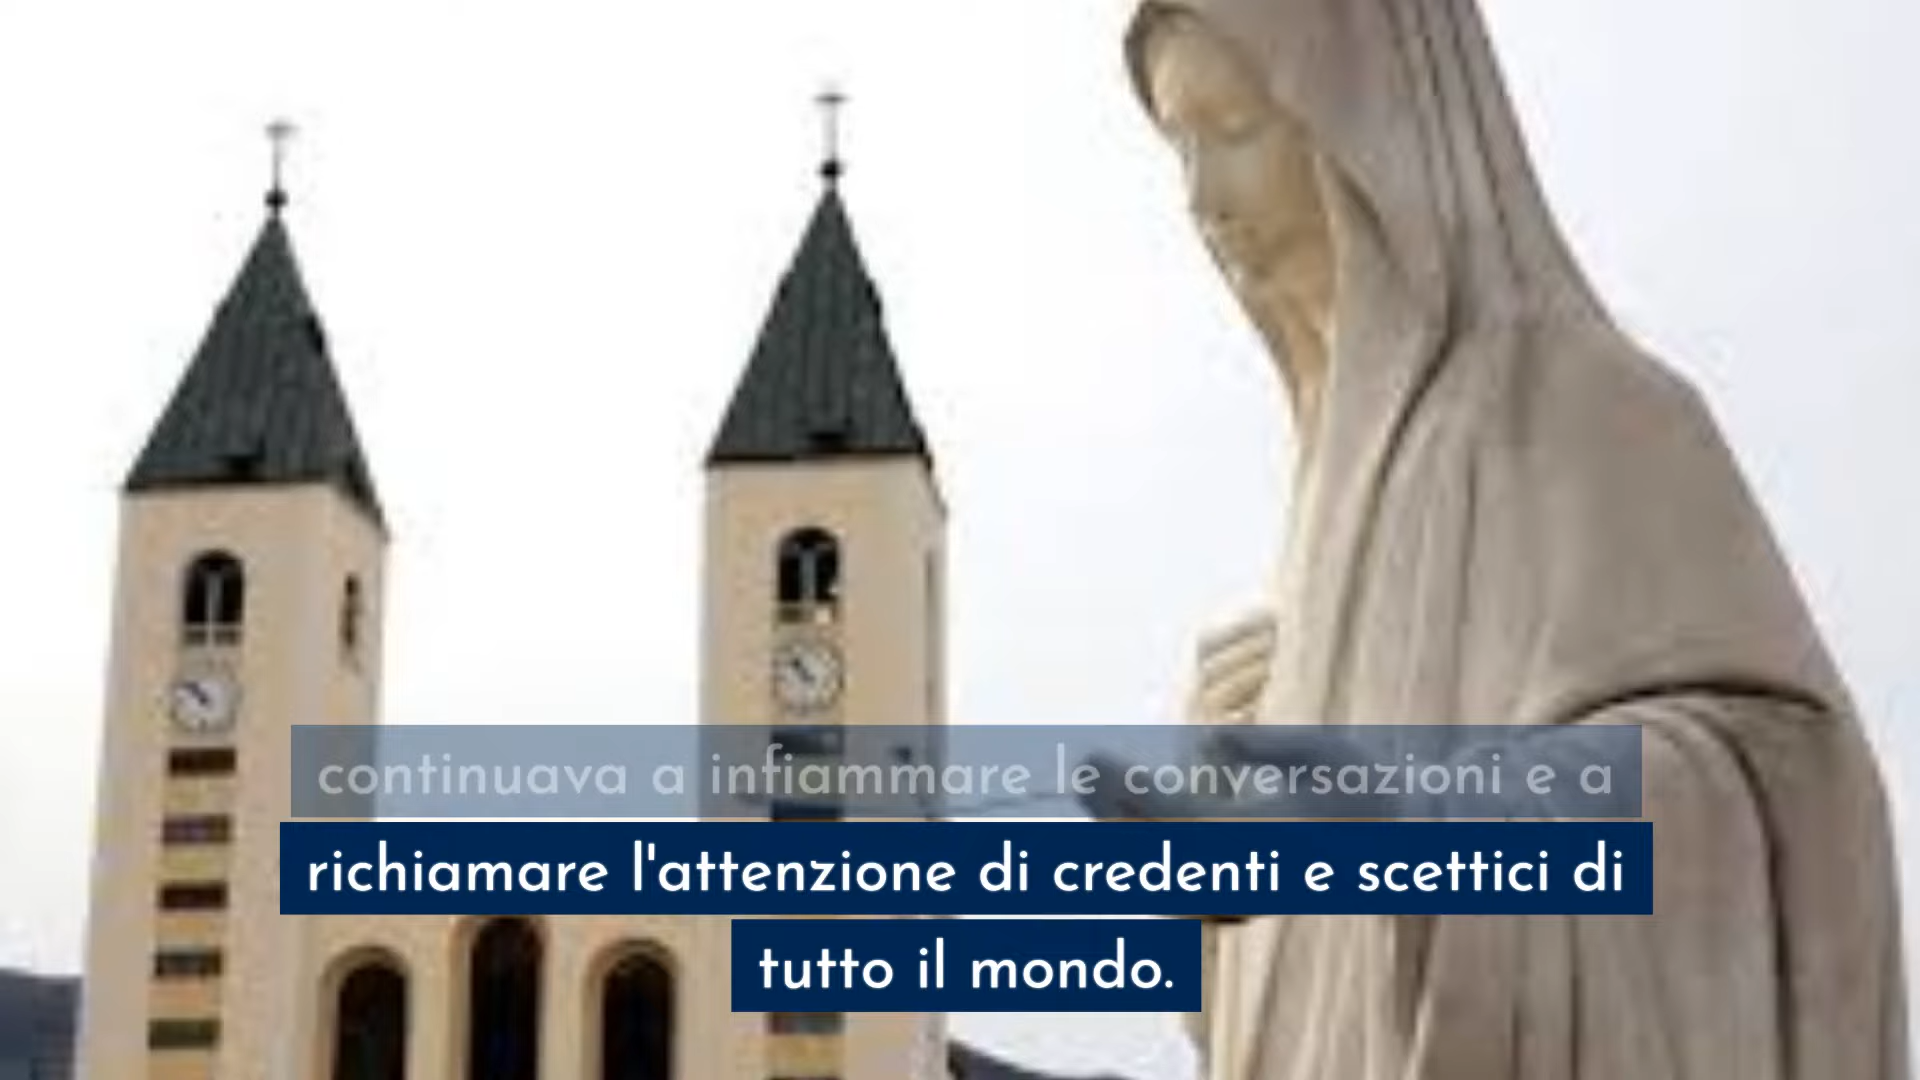 continuava a infiammare le conversazioni e a
richiamare l'attenzione di credenti e scettici di
tutto il mondo.